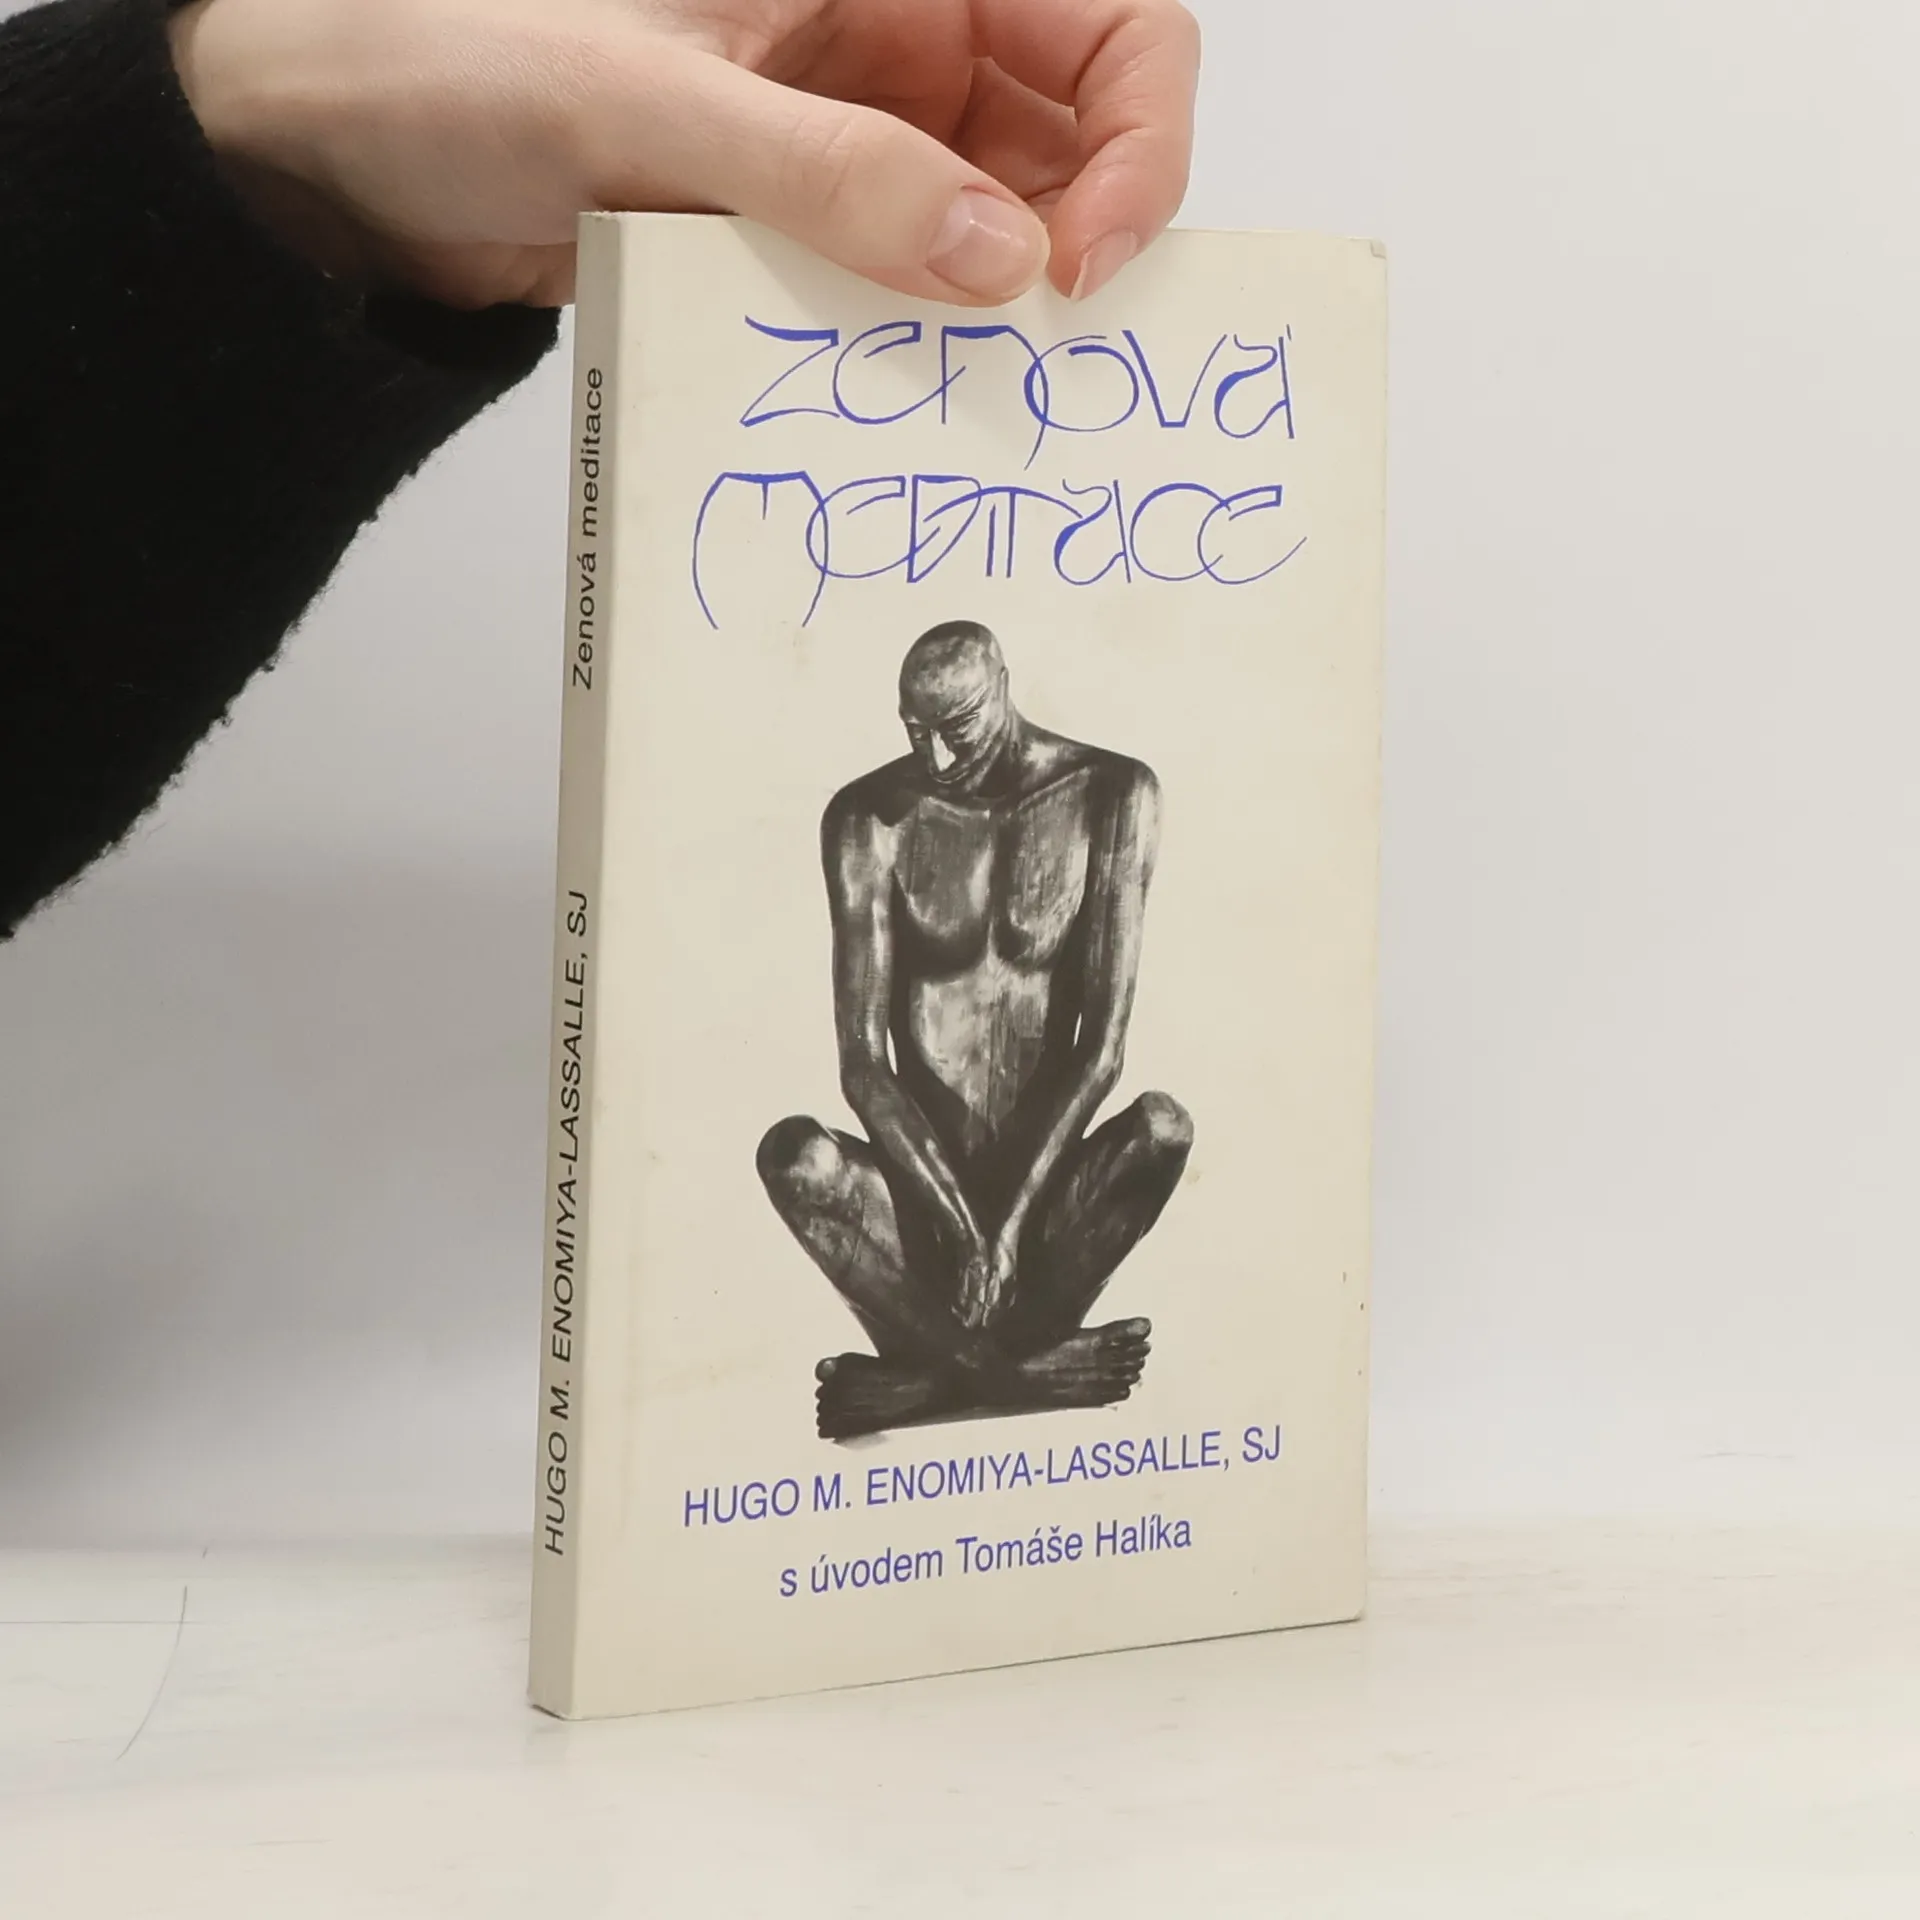 Zenová
meditace
HUGO M. ENOMIYA-LASSALLE, SJ
s úvodem Tomáše Halíka
HUGO M. ENOMIYA-LASSALLE, SJ Zenová meditace